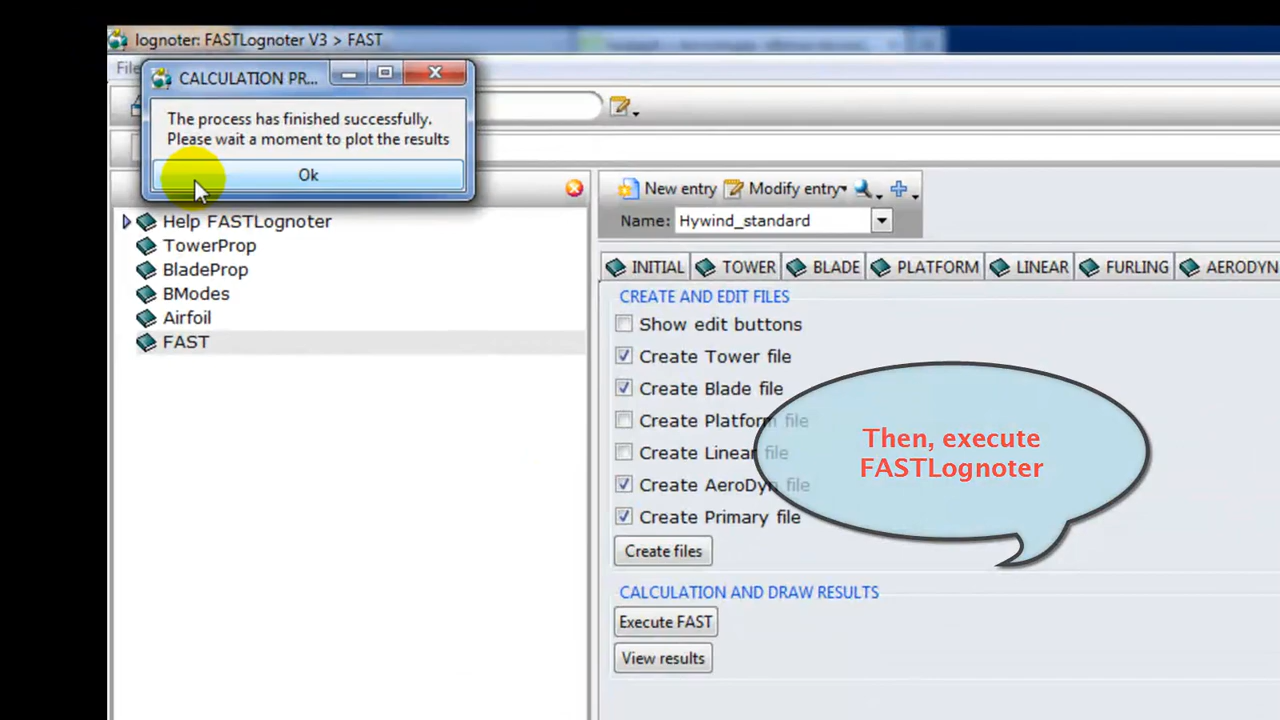 lognoter: FASTLognoter V3 > FAST
File
CALCULATION PR...
The process has finished successfully.
Please wait a moment to plot the results
Ok
Help FASTLognoter
TowerProp
BladeProp
BModes
Airfoil
FAST
New entry
Modify entry
Name: Hywind_standard
INITIAL
TOWER
BLADE
PLATFORM
LINEAR
FURLING
AERODYN
CREATE AND EDIT FILES
Show edit buttons
Create Tower file
Create Blade file
Create Platform file
Create Linear file
Create AeroDyn file
Create Primary file
Create files
Then, execute
FASTLognoter
CALCULATION AND DRAW RESULTS
Execute FAST
View results